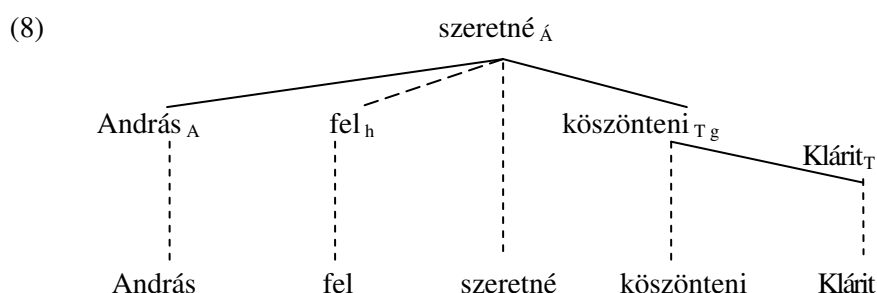 (8) szeretné Á
András A fel h köszönteni T g
Klárit T
András fel szeretné köszönteni Klárit